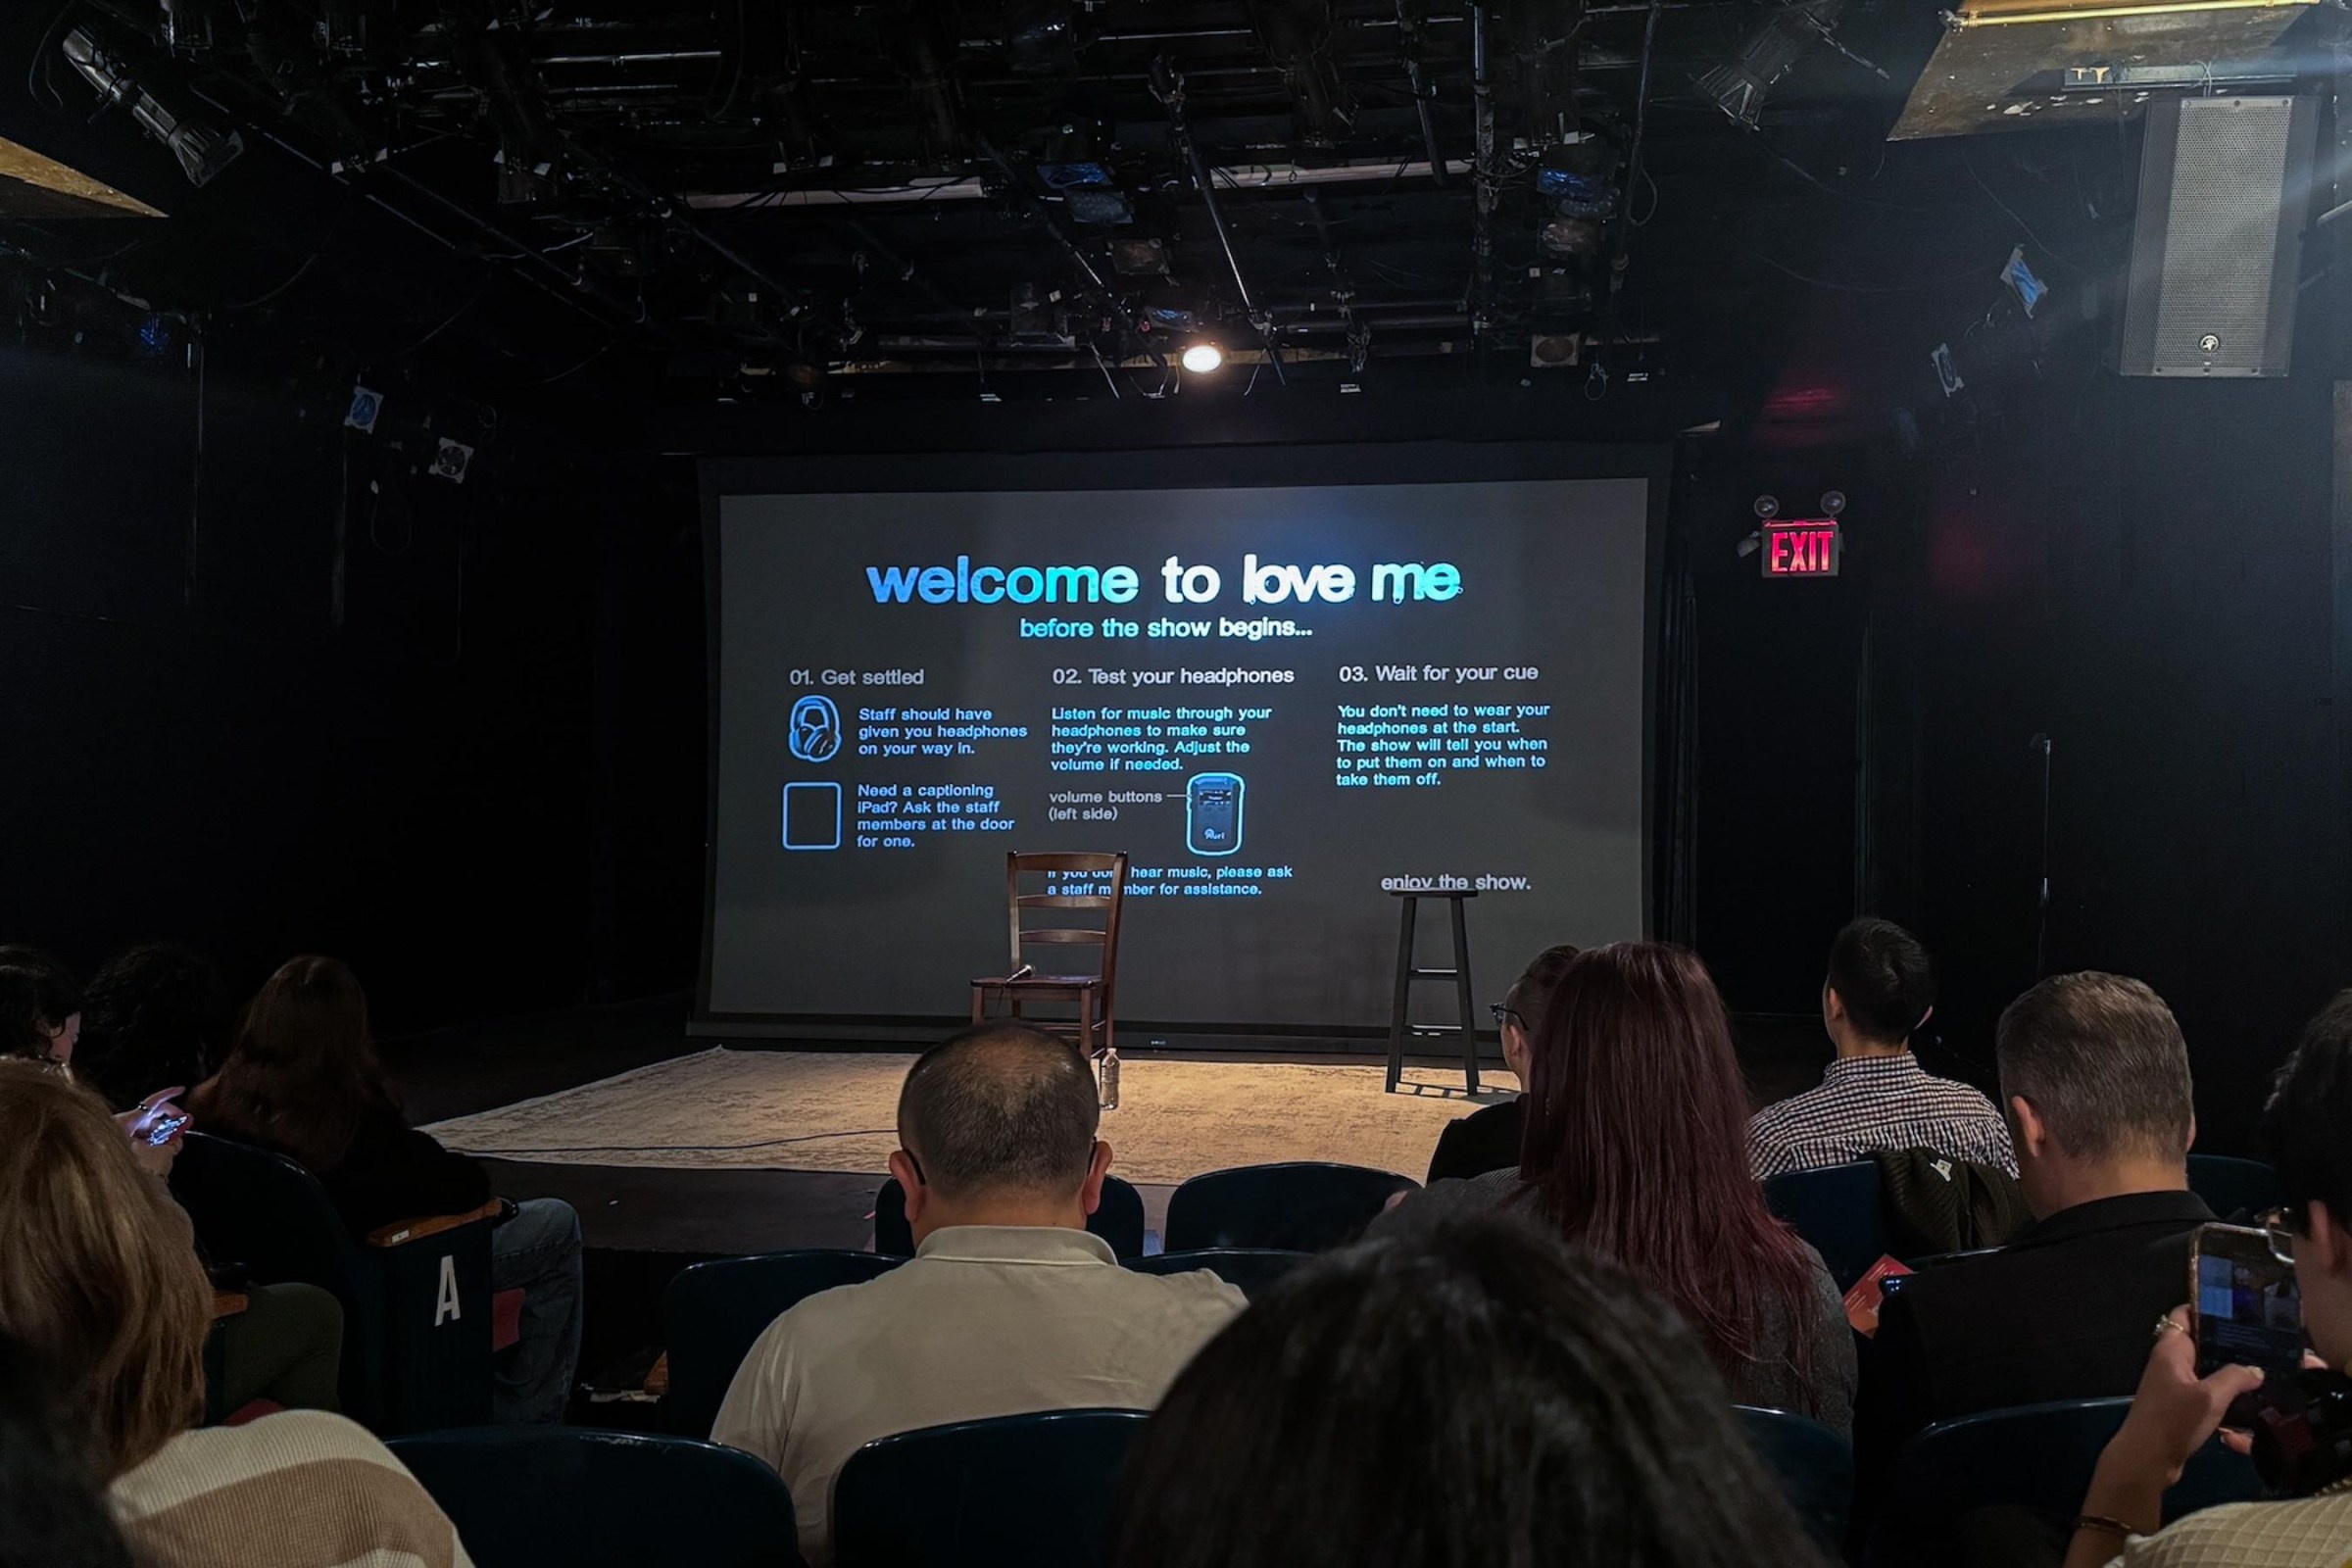 welcome to love me
before the show begins...
01. Get settled
Staff should have
given you headphones
on your way in.
Need a captioning
iPad? Ask the staff
members at the door
for one.
02. Test your headphones
Listen for music through your
headphones to make sure
they're working. Adjust the
volume if needed.
volume buttons
(left side)
hear music, please ask
a staff member for assistance.
03. Wait for your cue
You don't need to wear your
headphones at the start.
The show will tell you when
to put them on and when to
take them off.
enjoy the show.
EXIT
A